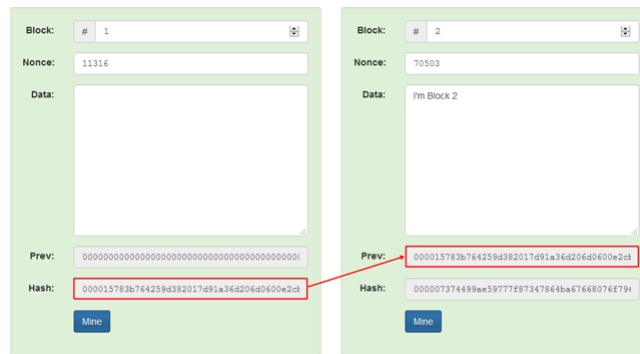 Block: # 1
Nonce: 11316
Data:
Prev: 0000000000000000000000000000000000000000
Hash: 000015783b764259d382017d91a36d206d0600e2cb
Mine
Block: # 2
Nonce: 70503
Data: I'm Block 2
Prev: 000015783b764259d382017d91a36d206d0600e2cb
Hash: 000007374499ae59777f87347864ba67668076f79
Mine